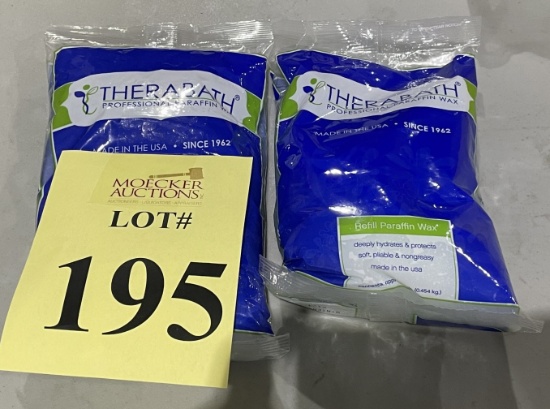 THERABATH®
PROFESSIONAL PARAFFIN
MADE IN THE USA • SINCE 1962
MOECKER
AUCTIONS
LOT#
195
THERABATH®
PROFESSIONAL PARAFFIN WAX
MADE IN THE USA • SINCE 1962
Refill Paraffin Wax
deeply hydrates & protects
soft, pliable & nongreasy
made in the usa